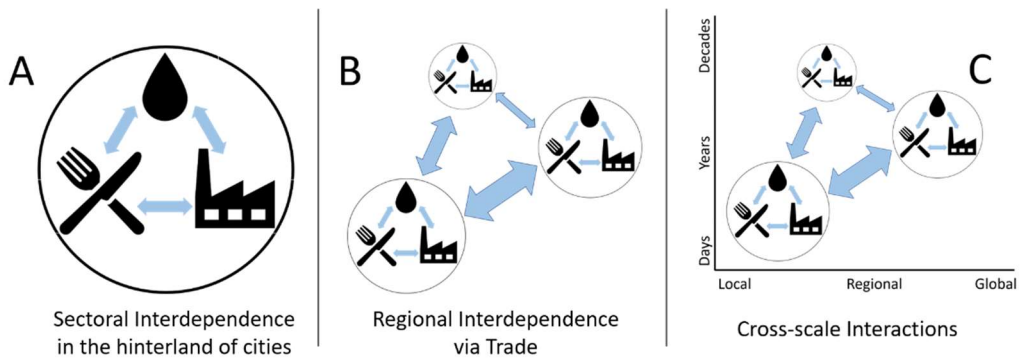 A
Sectoral Interdependence
in the hinterland of cities
B
Regional Interdependence
via Trade
C
Decades
Years
Days
Local Regional Global
Cross-scale Interactions